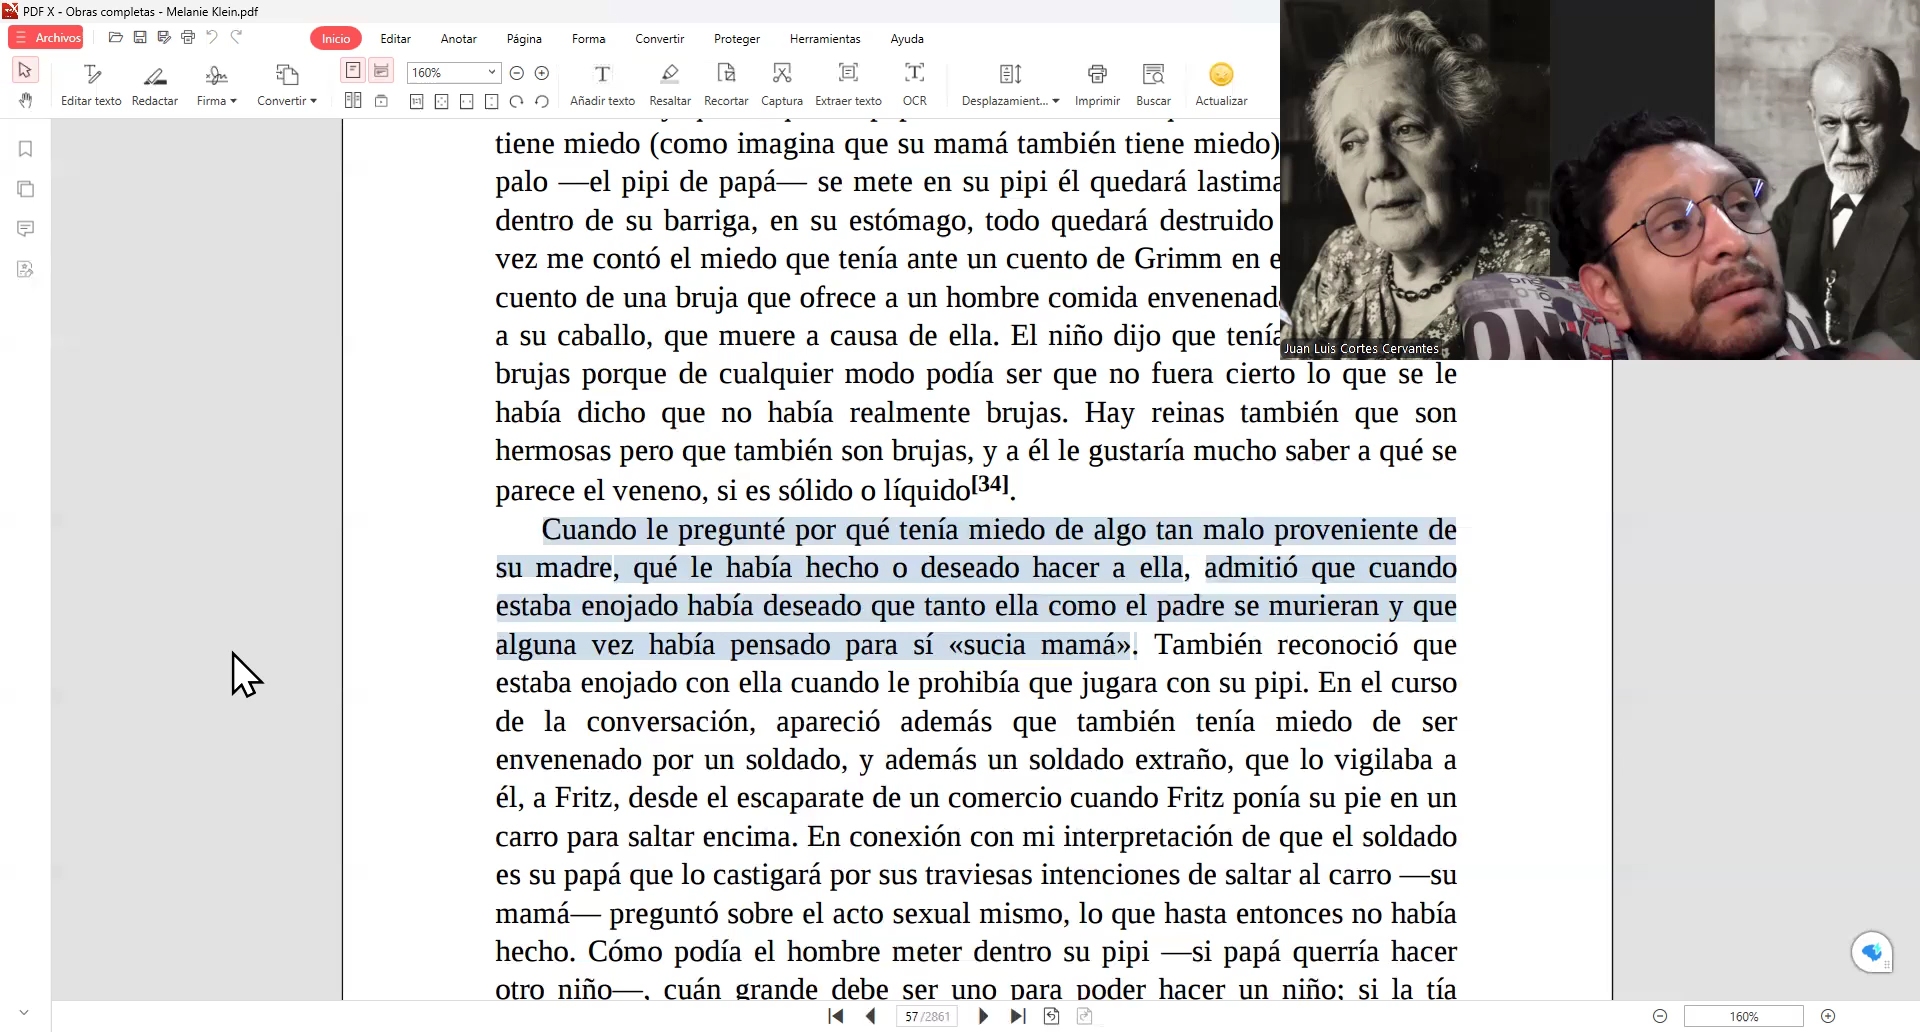 PDF X - Obras completas - Melanie Klein.pdf
Archivos
Inicio Editar Anotar Página Forma Convertir Proteger Herramientas Ayuda
160%
Editar texto Redactar Firma Convertir Añadir texto Resaltar Recortar Captura Extraer texto OCR Desplazamient... Imprimir Buscar Actualizar
tiene miedo (como imagina que su mamá también tiene miedo)
palo —el pipi de papá— se mete en su pipi él quedará lastima
dentro de su barriga, en su estómago, todo quedará destruido
vez me contó el miedo que tenía ante un cuento de Grimm en e
cuento de una bruja que ofrece a un hombre comida envenenada
a su caballo, que muere a causa de ella. El niño dijo que tenía
brujas porque de cualquier modo podía ser que no fuera cierto lo que se le
había dicho que no había realmente brujas. Hay reinas también que son
hermosas pero que también son brujas, y a él le gustaría mucho saber a qué se
parece el veneno, si es sólido o líquido[34].
Cuando le pregunté por qué tenía miedo de algo tan malo proveniente de
su madre, qué le había hecho o deseado hacer a ella, admitió que cuando
estaba enojado había deseado que tanto ella como el padre se murieran y que
alguna vez había pensado para sí «sucia mamá». También reconoció que
estaba enojado con ella cuando le prohibía que jugara con su pipi. En el curso
de la conversación, apareció además que también tenía miedo de ser
envenenado por un soldado, y además un soldado extraño, que lo vigilaba a
él, a Fritz, desde el escaparate de un comercio cuando Fritz ponía su pie en un
carro para saltar encima. En conexión con mi interpretación de que el soldado
es su papá que lo castigará por sus traviesas intenciones de saltar al carro —su
mamá— preguntó sobre el acto sexual mismo, lo que hasta entonces no había
hecho. Cómo podía el hombre meter dentro su pipi —si papá querría hacer
otro niño—, cuán grande debe ser uno para poder hacer un niño; si la tía
Juan Luis Cortes Cervantes
57 /2861
160%